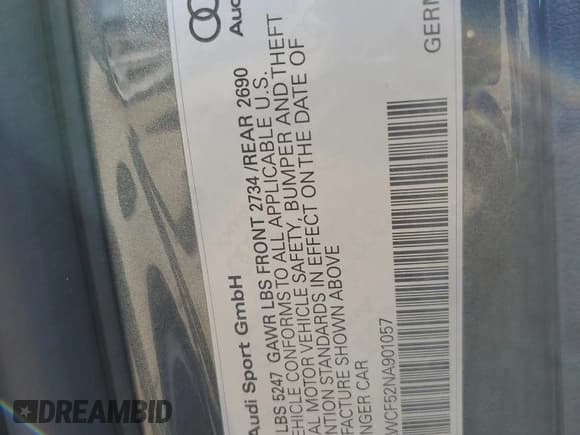 Audi
GERM
Audi Sport GmbH
LBS 5247 GAWR LBS FRONT 2734 /REAR 2690
VEHICLE CONFORMS TO ALL APPLICABLE U.S.
AL MOTOR VEHICLE SAFETY, BUMPER AND THEFT
NTION STANDARDS IN EFFECT ON THE DATE OF
FACTURE SHOWN ABOVE
NGER CAR
WCF52NA901057
DREAMBID